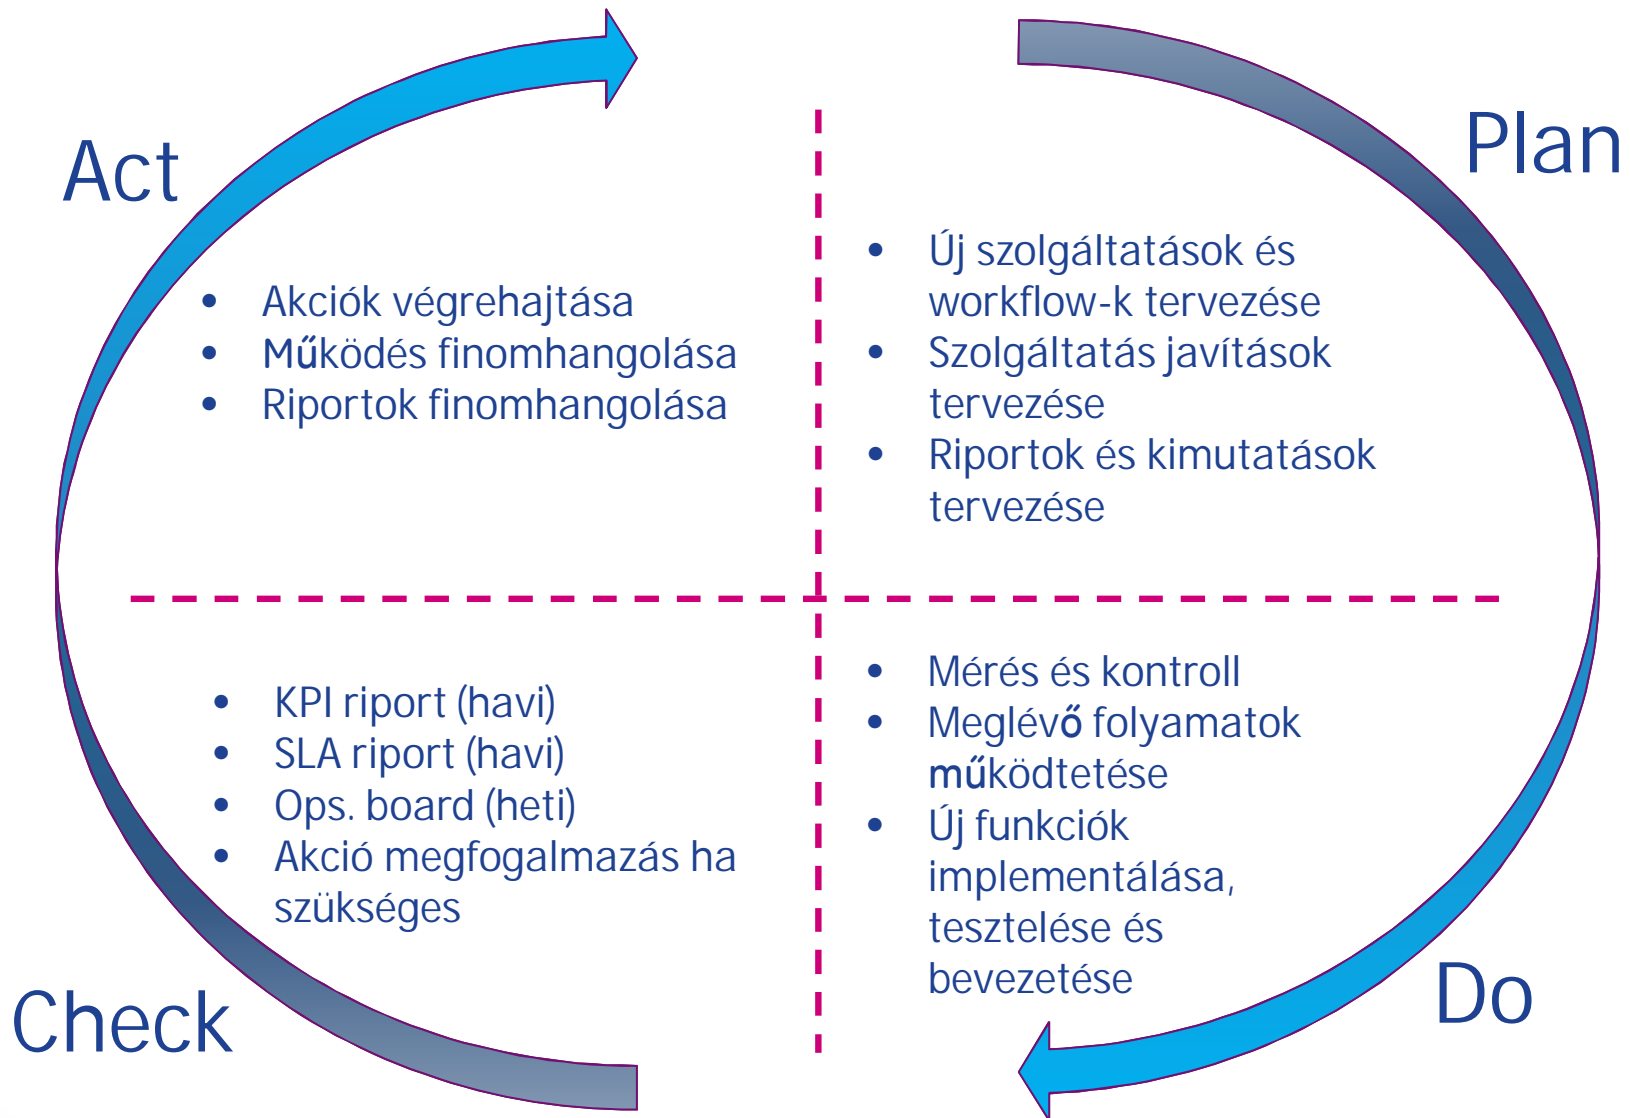 Act
• Akciók végrehajtása
• Működés finomhangolása
• Riportok finomhangolása
Plan
• Új szolgáltatások és
workflow-k tervezése
• Szolgáltatás javítások
tervezése
• Riportok és kimutatások
tervezése
• KPI riport (havi)
• SLA riport (havi)
• Ops. board (heti)
• Akció megfogalmazás ha
szükséges
Check
• Mérés és kontroll
• Meglévő folyamatok
működtetése
• Új funkciók
implementálása,
tesztelése és
bevezetése
Do